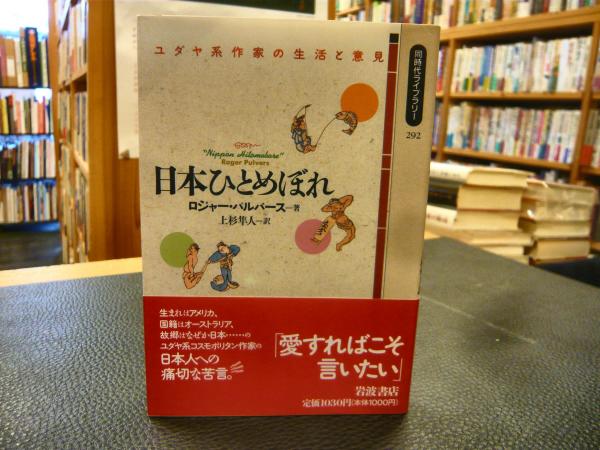 ユダヤ系作家の生活と意見
同時代ライブラリー
292
"Nippon Hitomebore"
Roger Pulvers
日本ひとめぼれ
ロジャー・パルバース—著
上杉隼人—訳
生まれはアメリカ、
国籍はオーストラリア、
故郷はなぜか日本……の
ユダヤ系コスモポリタン作家の
日本人への
痛切な苦言。
「愛すればこそ
言いたい」
岩波書店
定価1030円(本体1000円)